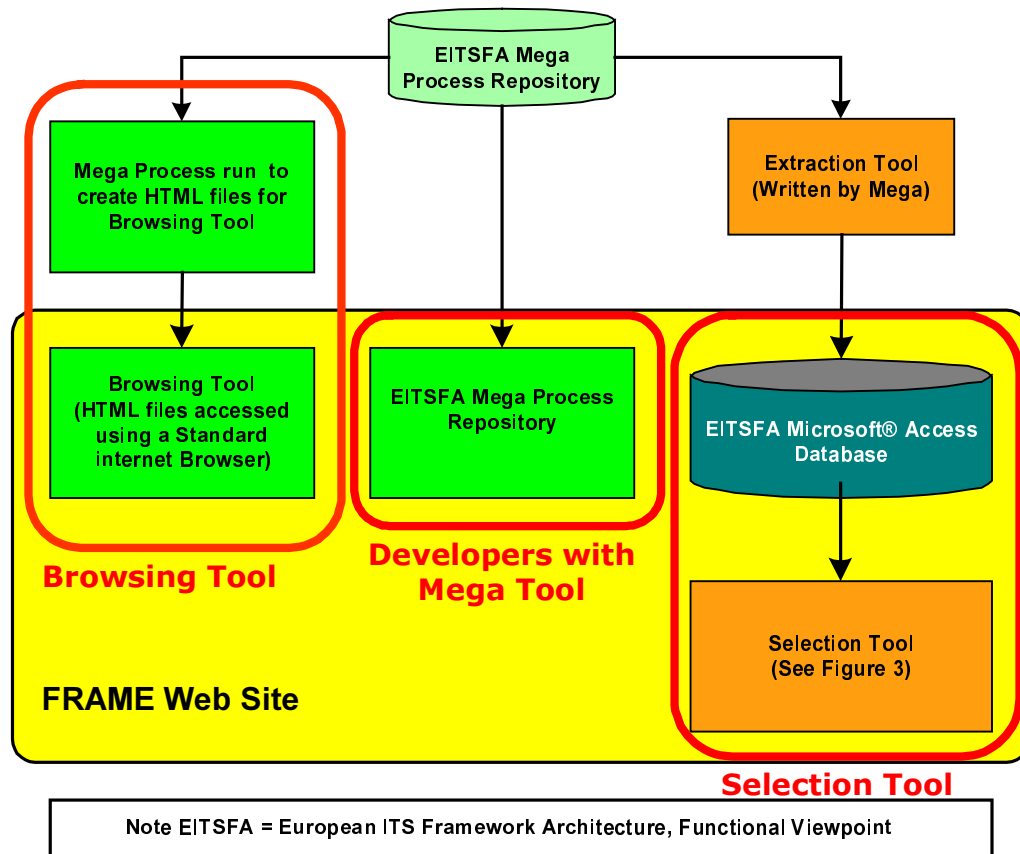 EITSFA Mega
Process Repository
Mega Process run to
create HTML files for
Browsing Tool
Extraction Tool
(Written by Mega)
Browsing Tool
(HTML files accessed
using a Standard
internet Browser)
EITSFA Mega Process
Repository
EITSFA Microsoft® Access
Database
Browsing Tool
Developers with
Mega Tool
Selection Tool
(See Figure 3)
FRAME Web Site
Selection Tool
Note EITSFA = European ITS Framework Architecture, Functional Viewpoint